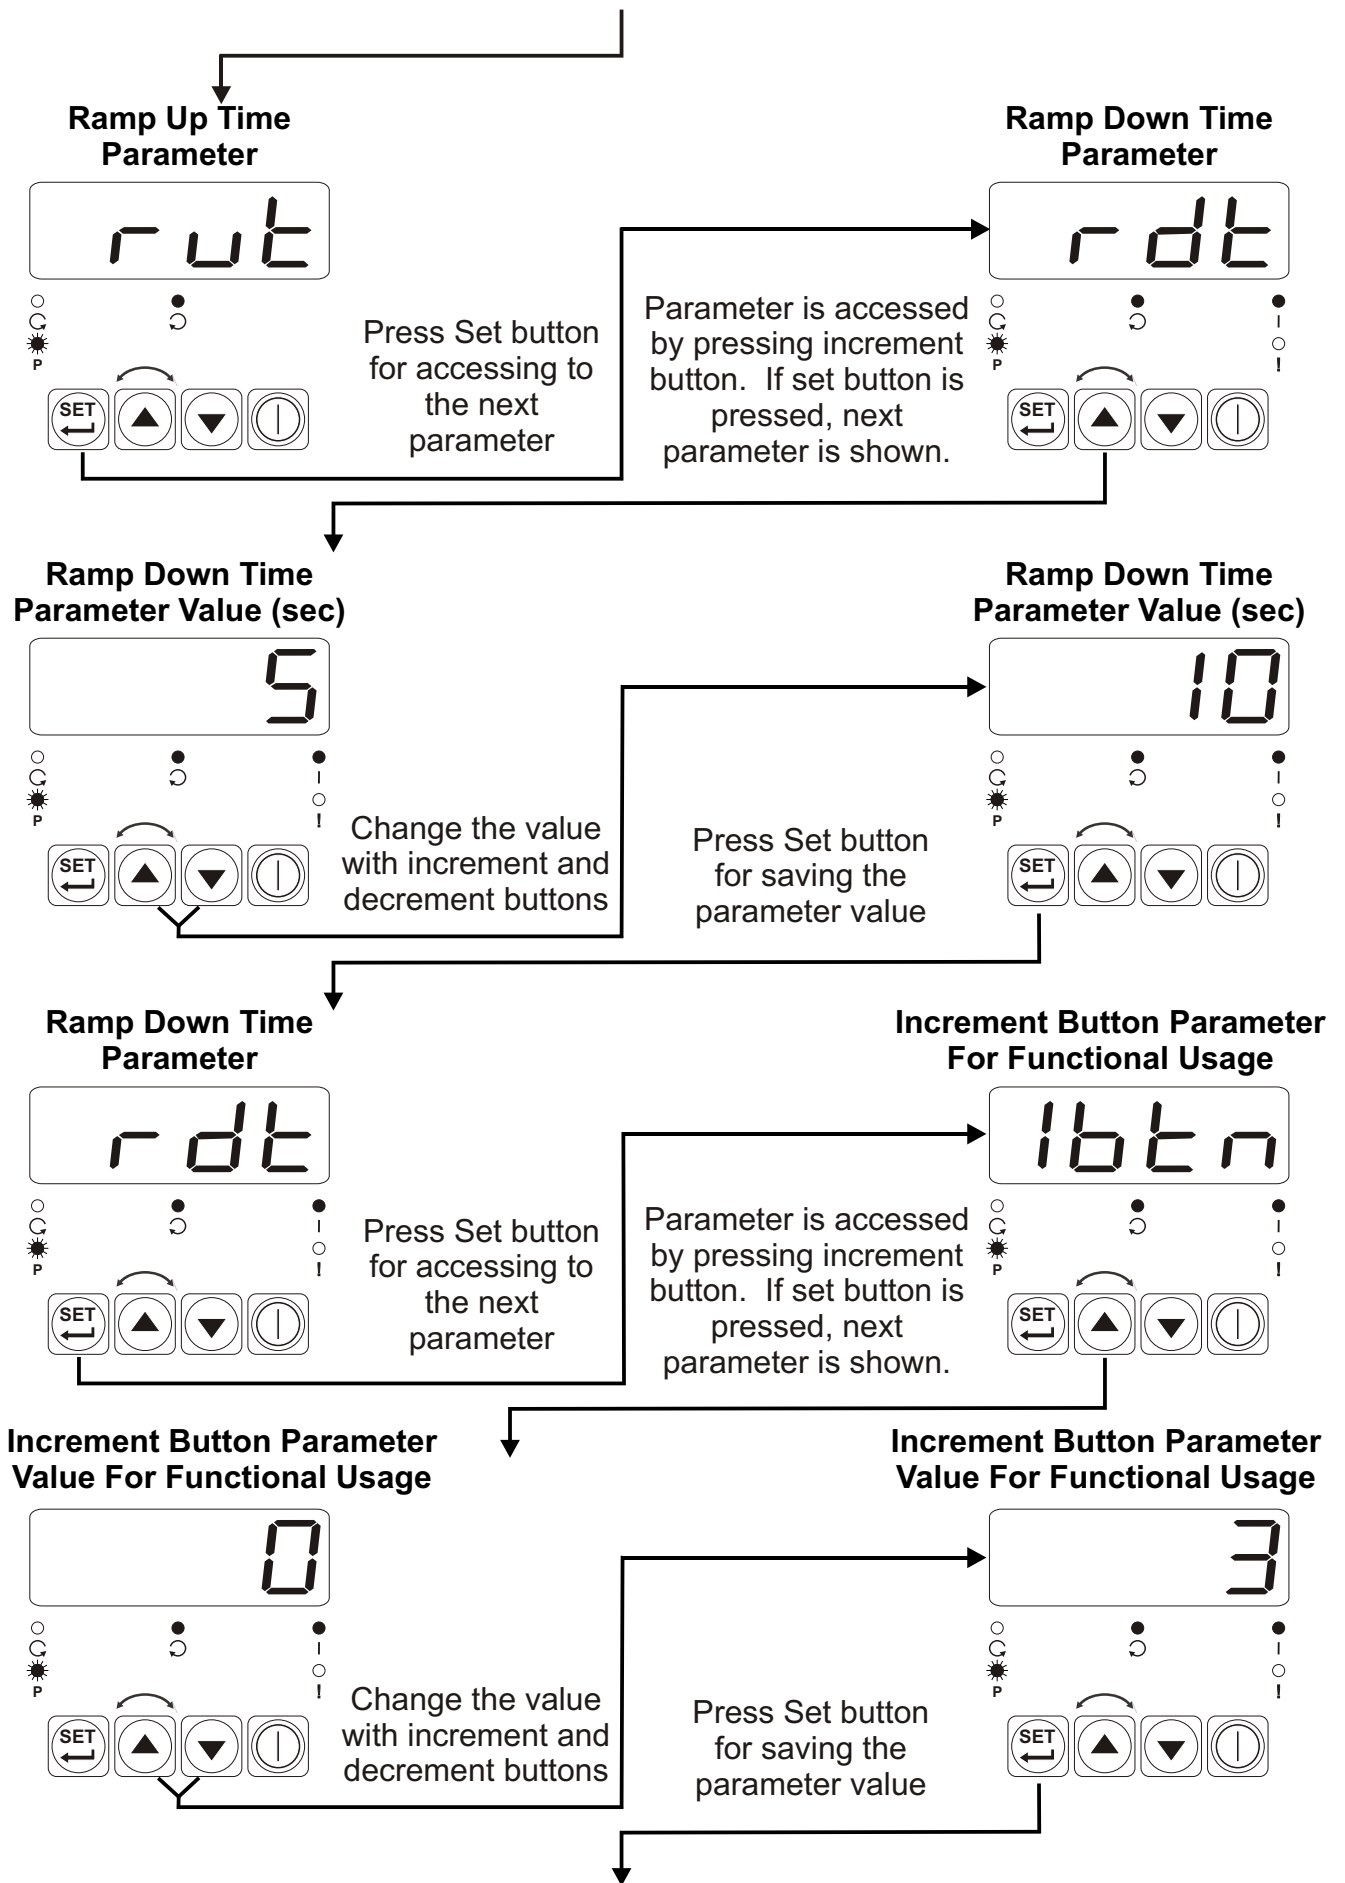 Ramp Up Time
Parameter
rut
P
SET
Press Set button
for accessing to
the next
parameter
Parameter is accessed
by pressing increment
button.  If set button is
pressed, next
parameter is shown.
Ramp Down Time
Parameter
rdt
I
P
!
SET
Ramp Down Time
Parameter Value (sec)
5
I
P
!
SET
Change the value
with increment and
decrement buttons
Press Set button
for saving the
parameter value
Ramp Down Time
Parameter Value (sec)
10
I
P
!
SET
Ramp Down Time
Parameter
rdt
I
P
!
SET
Press Set button
for accessing to
the next
parameter
Parameter is accessed
by pressing increment
button.  If set button is
pressed, next
parameter is shown.
Increment Button Parameter
For Functional Usage
Ibtn
I
P
!
SET
Increment Button Parameter
Value For Functional Usage
0
I
P
!
SET
Change the value
with increment and
decrement buttons
Press Set button
for saving the
parameter value
Increment Button Parameter
Value For Functional Usage
3
I
P
!
SET